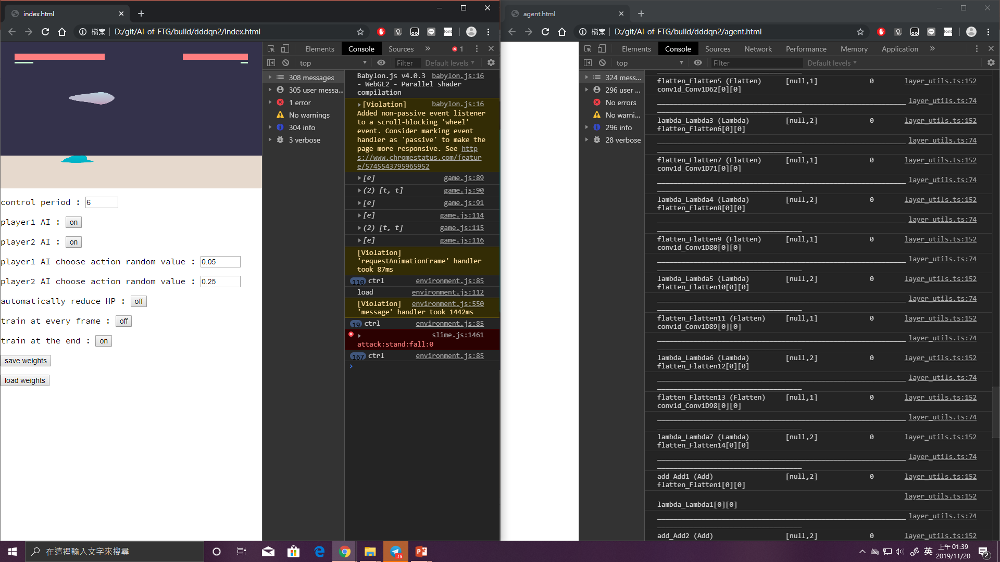 index.html
檔案
D:/git/AI-of-FTG/build/dddqn2/index.html
font
control period : 6
player1 AI : on
player2 AI : on
player1 AI choose action random value : 0.05
player2 AI choose action random value : 0.25
automatically reduce HP : off
train at every frame : off
train at the end : on
save weights
load weights
Elements Console Sources » 1
top Filter Default levels
308 messages
305 user messa...
1 error
No warnings
304 info
3 verbose
Babylon.js v4.0.3 babylon.js:16
- WebGL2 - Parallel shader
compilation
[Violation] babylon.js:16
Added non-passive event listener
to a scroll-blocking 'wheel'
event. Consider marking event
handler as 'passive' to make the
page more responsive. See http
s://www.chromestatus.com/featur
e/5745543795965952
[e] game.js:89
(2) [t, t] game.js:90
[e] game.js:91
[e] game.js:114
(2) [t, t] game.js:115
[e] game.js:116
[Violation]
'requestAnimationFrame' handler
took 87ms
110 ctrl environment.js:85
load environment.js:112
[Violation] environment.js:550
'message' handler took 1442ms
19 ctrl environment.js:85
slime.js:1461
attack:stand:fall:0
167 ctrl environment.js:85
agent.html
檔案
D:/git/AI-of-FTG/build/dddqn2/agent.html
font
Elements Console Sources Network Performance Memory Application »
top Filter Default levels
324 mess...
296 user ...
No errors
No warni...
296 info
28 verbose
flatten_Flatten5 (Flatten) [null,1] 0 layer_utils.ts:152
conv1d_Conv1D62[0][0]
layer_utils.ts:74
lambda_Lambda3 (Lambda) [null,2] 0 layer_utils.ts:152
flatten_Flatten6[0][0]
layer_utils.ts:74
flatten_Flatten7 (Flatten) [null,1] 0 layer_utils.ts:152
conv1d_Conv1D71[0][0]
layer_utils.ts:74
lambda_Lambda4 (Lambda) [null,2] 0 layer_utils.ts:152
flatten_Flatten8[0][0]
layer_utils.ts:74
flatten_Flatten9 (Flatten) [null,1] 0 layer_utils.ts:152
conv1d_Conv1D80[0][0]
layer_utils.ts:74
lambda_Lambda5 (Lambda) [null,2] 0 layer_utils.ts:152
flatten_Flatten10[0][0]
layer_utils.ts:74
flatten_Flatten11 (Flatten) [null,1] 0 layer_utils.ts:152
conv1d_Conv1D89[0][0]
layer_utils.ts:74
lambda_Lambda6 (Lambda) [null,2] 0 layer_utils.ts:152
flatten_Flatten12[0][0]
layer_utils.ts:74
flatten_Flatten13 (Flatten) [null,1] 0 layer_utils.ts:152
conv1d_Conv1D98[0][0]
layer_utils.ts:74
lambda_Lambda7 (Lambda) [null,2] 0 layer_utils.ts:152
flatten_Flatten14[0][0]
layer_utils.ts:74
add_Add1 (Add) [null,2] 0 layer_utils.ts:152
flatten_Flatten1[0][0]
layer_utils.ts:152
lambda_Lambda1[0][0]
layer_utils.ts:74
add_Add2 (Add) [null,2] 0 layer_utils.ts:152
在這裡輸入文字來搜尋
..19
英
上午 01:39
2019/11/20
2